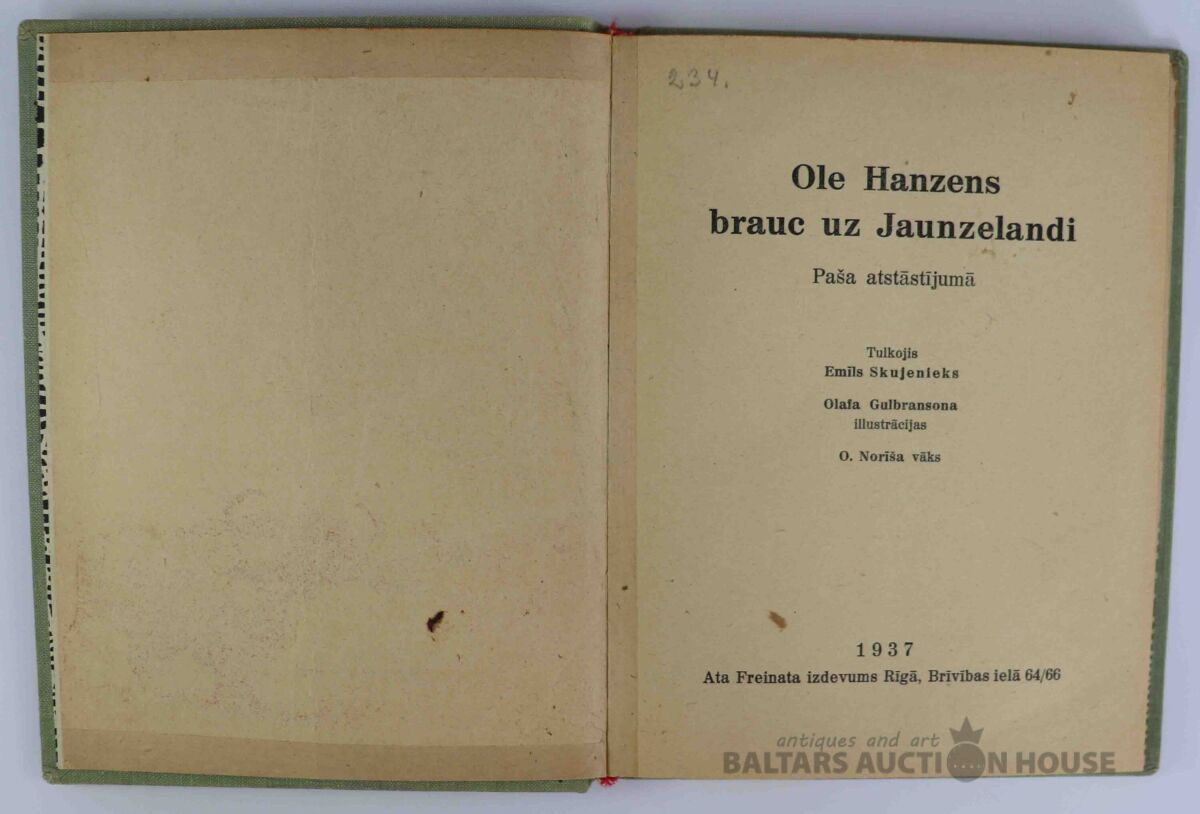 234.
Ole Hanzens
brauc uz Jaunzelandi
Paša atstāstījumā
Tulkojis
Emīls Skujenieks
Olafa Gulbransona
illustrācijas
O. Norīša vāks
1937
Ata Freinata izdevums Rīgā, Brīvības ielā 64/66
antiques and art
BALTARS AUCTION HOUSE